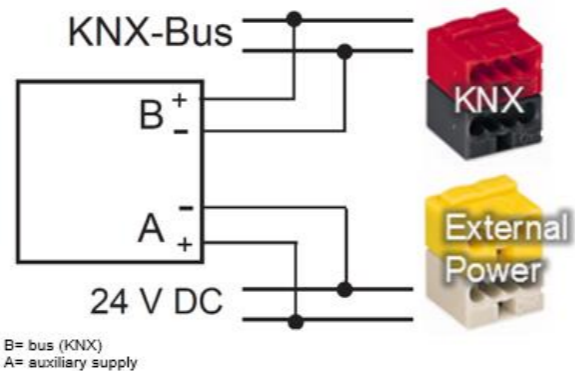 KNX-Bus
KNX
B + -
A - +
External
Power
24 V DC
B= bus (KNX)
A= auxiliary supply